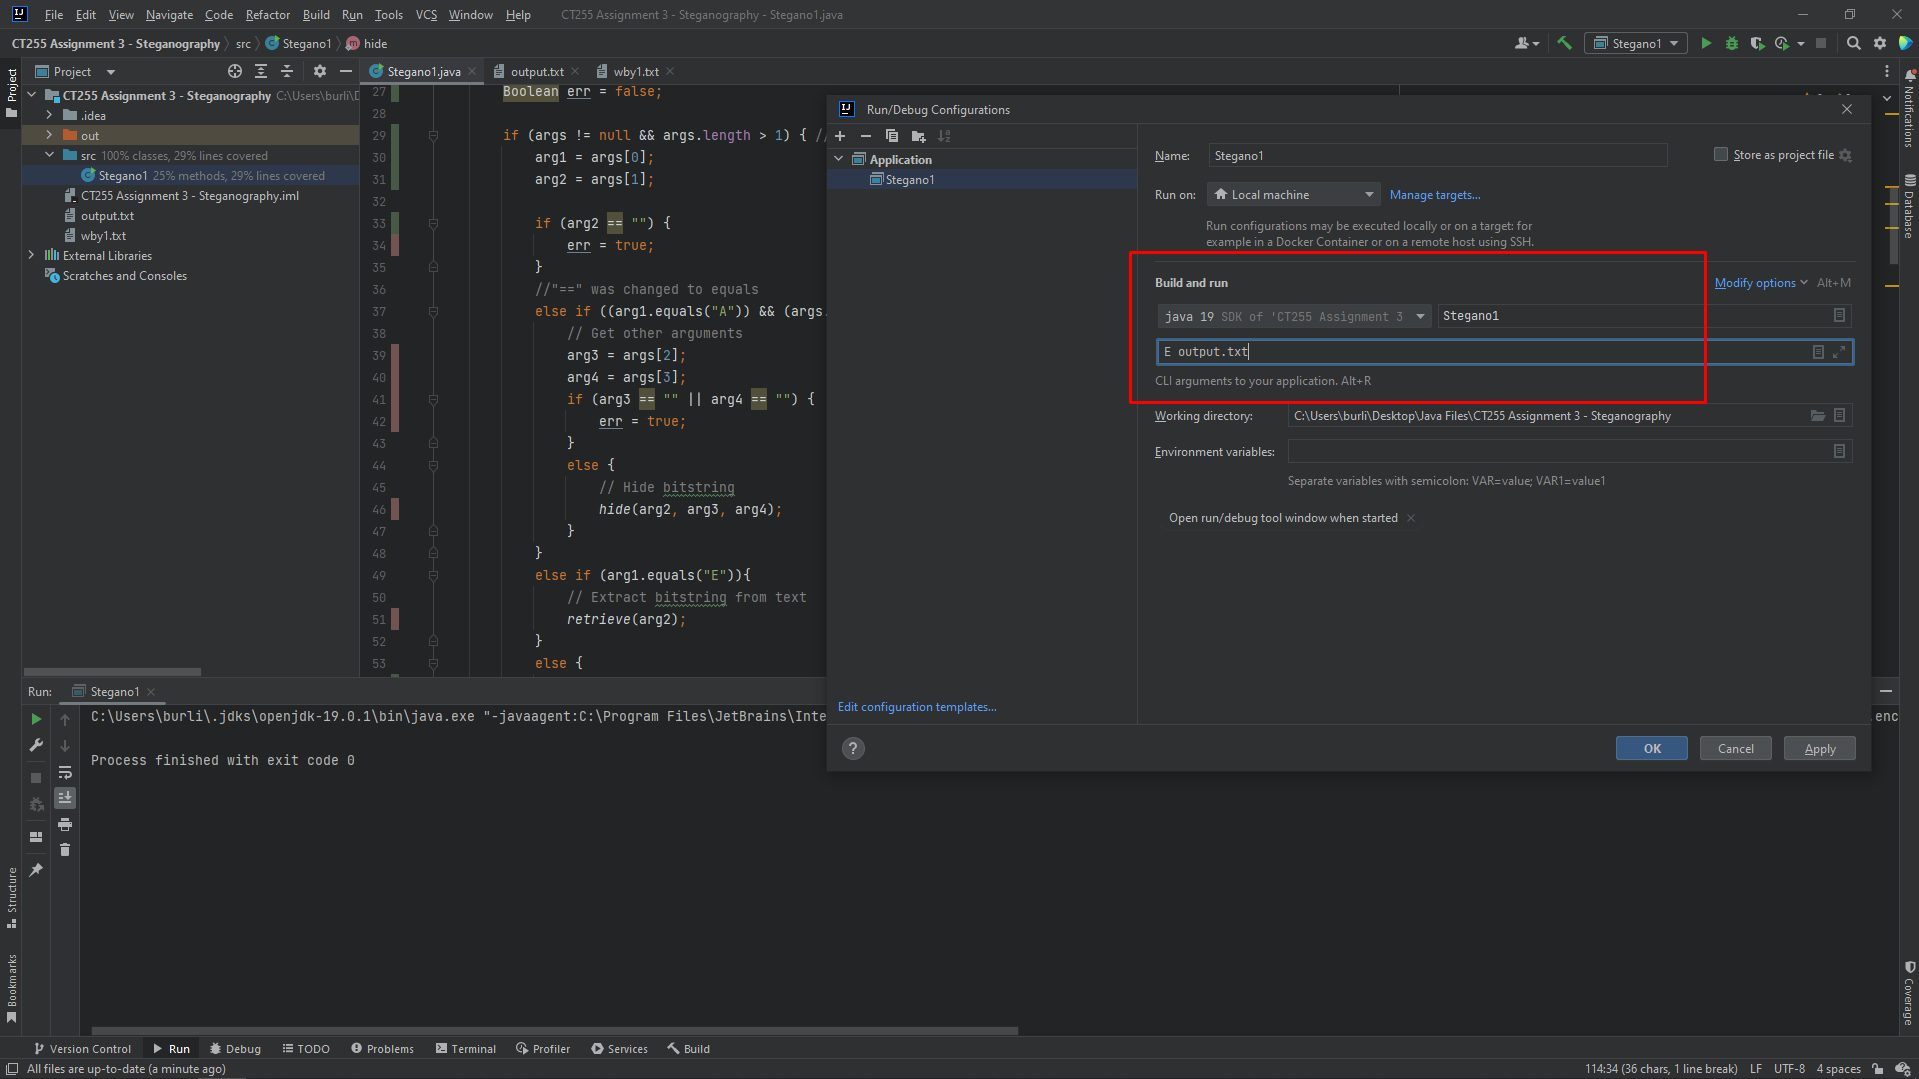 File Edit View Navigate Code Refactor Build Run Tools VCS Window Help CT255 Assignment 3 - Steganography - Stegano1.java
CT255 Assignment 3 - Steganography src Stegano1 hide Stegano1
Project
Project
CT255 Assignment 3 - Steganography C:\Users\burli\D
.idea
out
src 100% classes, 29% lines covered
Stegano1 25% methods, 29% lines covered
CT255 Assignment 3 - Steganography.iml
output.txt
wby1.txt
External Libraries
Scratches and Consoles
Stegano1.java output.txt wby1.txt
27 Boolean err = false;
28
29 if (args != null && args.length > 1) { //
30 arg1 = args[0];
31 arg2 = args[1];
32
33 if (arg2 == "") {
34 err = true;
35 }
36 //"==" was changed to equals
37 else if ((arg1.equals("A")) && (args.
38 // Get other arguments
39 arg3 = args[2];
40 arg4 = args[3];
41 if (arg3 == "" || arg4 == "") {
42 err = true;
43 }
44 else {
45 // Hide bitstring
46 hide(arg2, arg3, arg4);
47 }
48 }
49 else if (arg1.equals("E")){
50 // Extract bitstring from text
51 retrieve(arg2);
52 }
53 else {
Run/Debug Configurations
Application
Stegano1
Edit configuration templates...
Name: Stegano1 Store as project file
Run on: Local machine Manage targets...
Run configurations may be executed locally or on a target: for
example in a Docker Container or on a remote host using SSH.
Build and run Modify options Alt+M
java 19 SDK of 'CT255 Assignment 3 Stegano1
E output.txt
CLI arguments to your application. Alt+R
Working directory: C:\Users\burli\Desktop\Java Files\CT255 Assignment 3 - Steganography
Environment variables:
Separate variables with semicolon: VAR=value; VAR1=value1
Open run/debug tool window when started
? OK Cancel Apply
Notifications
Database
Coverage
Run: Stegano1
C:\Users\burli\.jdks\openjdk-19.0.1\bin\java.exe "-javaagent:C:\Program Files\JetBrains\Inte .enc
Process finished with exit code 0
Structure
Bookmarks
Version Control Run Debug TODO Problems Terminal Profiler Services Build
All files are up-to-date (a minute ago) 114:34 (36 chars, 1 line break) LF UTF-8 4 spaces